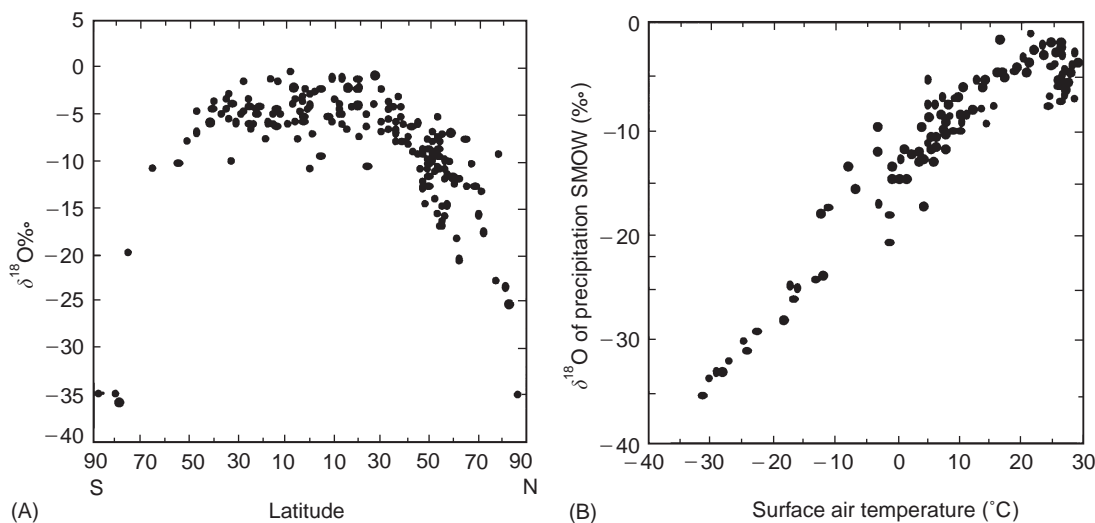 5
0
−5
−10
−15
−20
−25
−30
−35
−40
δ18O‰
90 70 50 30 10 10 30 50 70 90
S N
(A) Latitude
0
−10
−20
−30
−40
δ18O of precipitation SMOW (‰)
−40 −30 −20 −10 0 10 20 30
(B) Surface air temperature (°C)